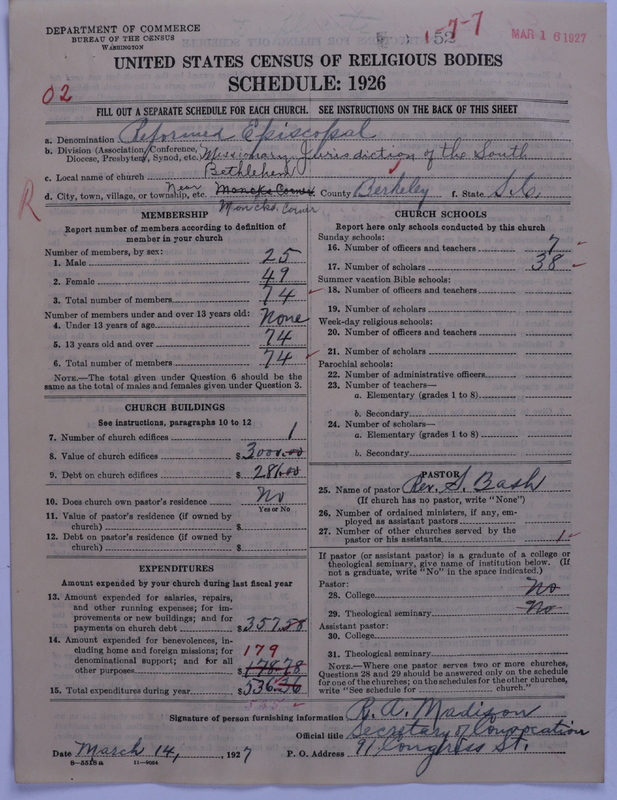 DEPARTMENT OF COMMERCE
BUREAU OF THE CENSUS
WASHINGTON
1-7-7
52
MAR 16 1927
UNITED STATES CENSUS OF RELIGIOUS BODIES
SCHEDULE: 1926
02
FILL OUT A SEPARATE SCHEDULE FOR EACH CHURCH. SEE INSTRUCTIONS ON THE BACK OF THIS SHEET
a. Denomination Reformed Episcopal
b. Division (Association, Conference, Diocese, Presbytery, Synod, etc.) Missionary Jurisdiction of the South
c. Local name of church Bethlehem
d. City, town, village, or township, etc. Near Moncks Corner County Berkeley f. State S.C.
Moncks Corner
R
MEMBERSHIP
Report number of members according to definition of
member in your church
Number of members, by sex:
1. Male 25
2. Female 49
3. Total number of members 74
Number of members under and over 13 years old:
4. Under 13 years of age None
5. 13 years old and over 74
6. Total number of members 74
NOTE.—The total given under Question 6 should be the
same as the total of males and females given under Question 3.
CHURCH BUILDINGS
See instructions, paragraphs 10 to 12
7. Number of church edifices 1
8. Value of church edifices $3000.00
9. Debt on church edifices $281.00
10. Does church own pastor's residence No
Yes or No
11. Value of pastor's residence (if owned by
church) $
12. Debt on pastor's residence (if owned by
church) $
EXPENDITURES
Amount expended by your church during last fiscal year
13. Amount expended for salaries, repairs,
and other running expenses; for im-
provements or new buildings; and for
payments on church debt $357.58
14. Amount expended for benevolences, in-
cluding home and foreign missions; for
denominational support; and for all
other purposes $178.78
179
15. Total expenditures during year $536.36
CHURCH SCHOOLS
Report here only schools conducted by this church
Sunday schools:
16. Number of officers and teachers 7
17. Number of scholars 38
Summer vacation Bible schools:
18. Number of officers and teachers
19. Number of scholars
Week-day religious schools:
20. Number of officers and teachers
21. Number of scholars
Parochial schools:
22. Number of administrative officers
23. Number of teachers—
a. Elementary (grades 1 to 8)
b. Secondary
24. Number of scholars—
a. Elementary (grades 1 to 8)
b. Secondary
PASTOR
25. Name of pastor Rev. S. Bash
(If church has no pastor, write "None")
26. Number of ordained ministers, if any, em-
ployed as assistant pastors
27. Number of other churches served by the
pastor or his assistants 1
If pastor (or assistant pastor) is a graduate of a college or
theological seminary, give name of institution below. (If
not a graduate, write "No" in the space indicated.)
Pastor:
28. College No
29. Theological seminary No
Assistant pastor:
30. College
31. Theological seminary
NOTE.—Where one pastor serves two or more churches,
Questions 28 and 29 should be answered only on the schedule
for one of the churches; on the schedules for the other churches,
write "See schedule for church."
Signature of person furnishing information R. A. Madison
Official title Secretary of Convocation
Date March 14, 1927 P. O. Address 91, Congress St.
8-5518a 11-9064